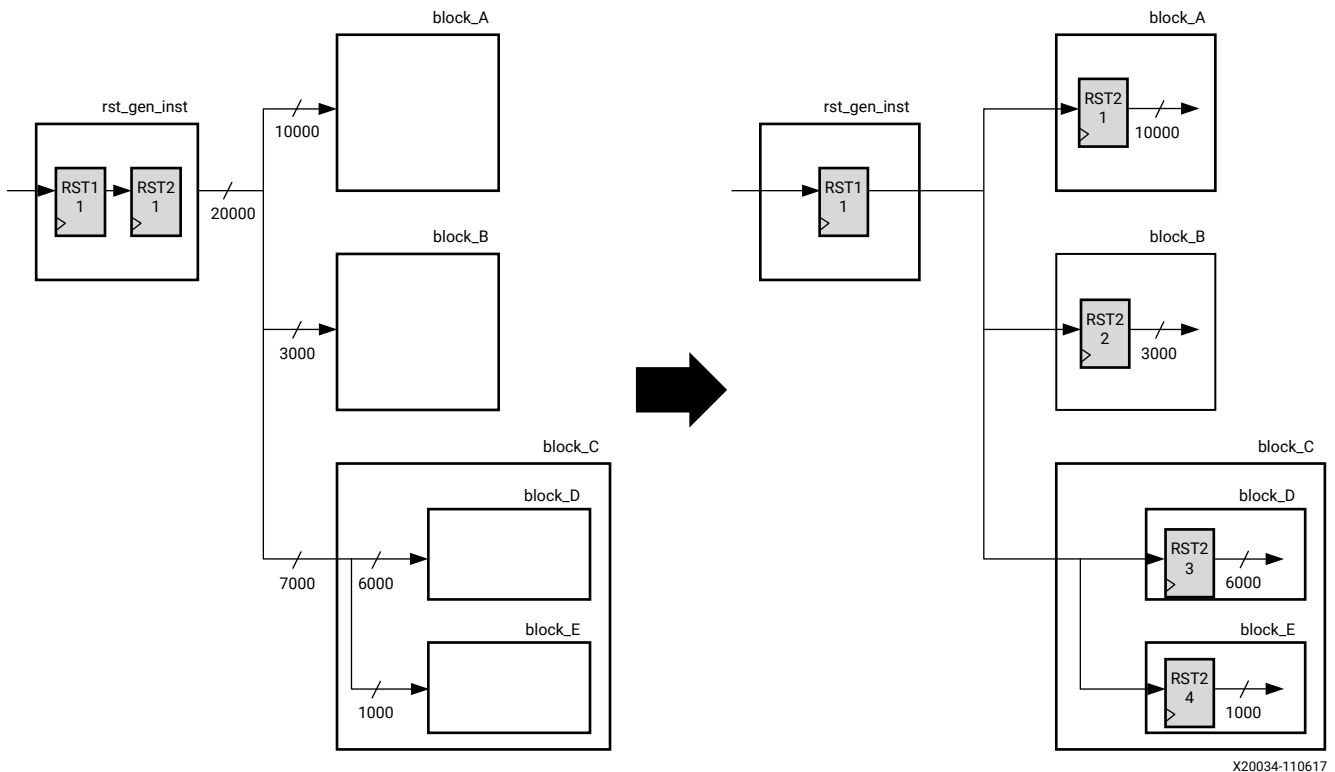 block_A
rst_gen_inst
10000
RST1
1
RST2
1
20000
block_B
3000
block_C
block_D
7000
6000
block_E
1000
block_A
rst_gen_inst
RST2
1
10000
RST1
1
block_B
RST2
2
3000
block_C
block_D
RST2
3
6000
block_E
RST2
4
1000
X20034-110617